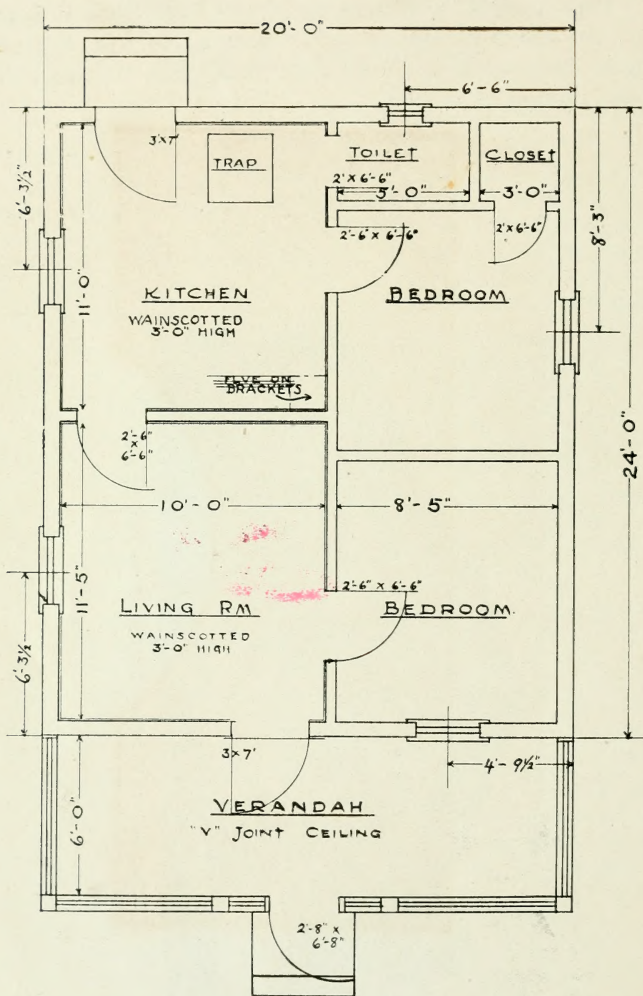 20'-0"
6'-6"
3'x7'
TRAP
TOILET
CLOSET
2' x 6'-6"
5'-0"
3'-0"
2'-6" x 6'-6"
2' x 6'-6"
6'-3½"
11'-0"
8'-3"
KITCHEN
WAINSCOTTED
3'-0" HIGH
BEDROOM
FLUE ON
BRACKETS
2'-6"
x
6'-6"
24'-0"
10'-0"
8'-5"
11'-5"
2'-6" x 6'-6"
LIVING RM
WAINSCOTTED
3'-0" HIGH
BEDROOM.
6'-3½
3x7'
4'-9½"
VERANDAH
"V" JOINT CEILING
6'-0"
2'-8" x
6'-8"